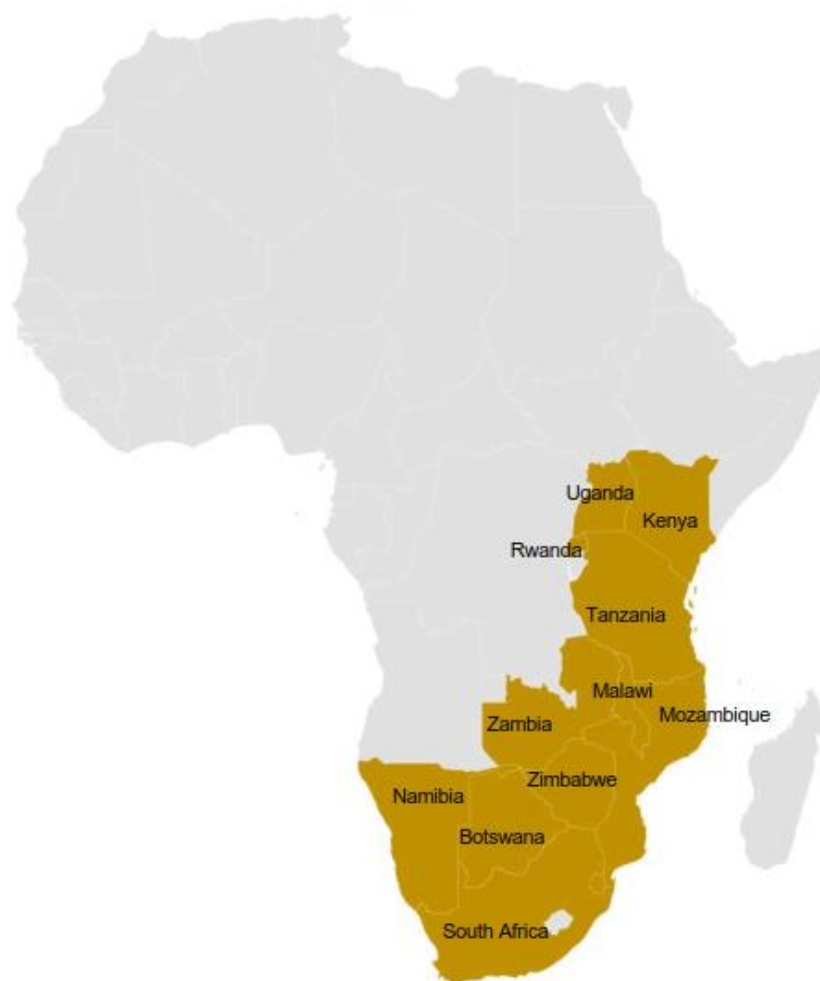 Uganda
Kenya
Rwanda
Tanzania
Malawi
Mozambique
Zambia
Zimbabwe
Namibia
Botswana
South Africa